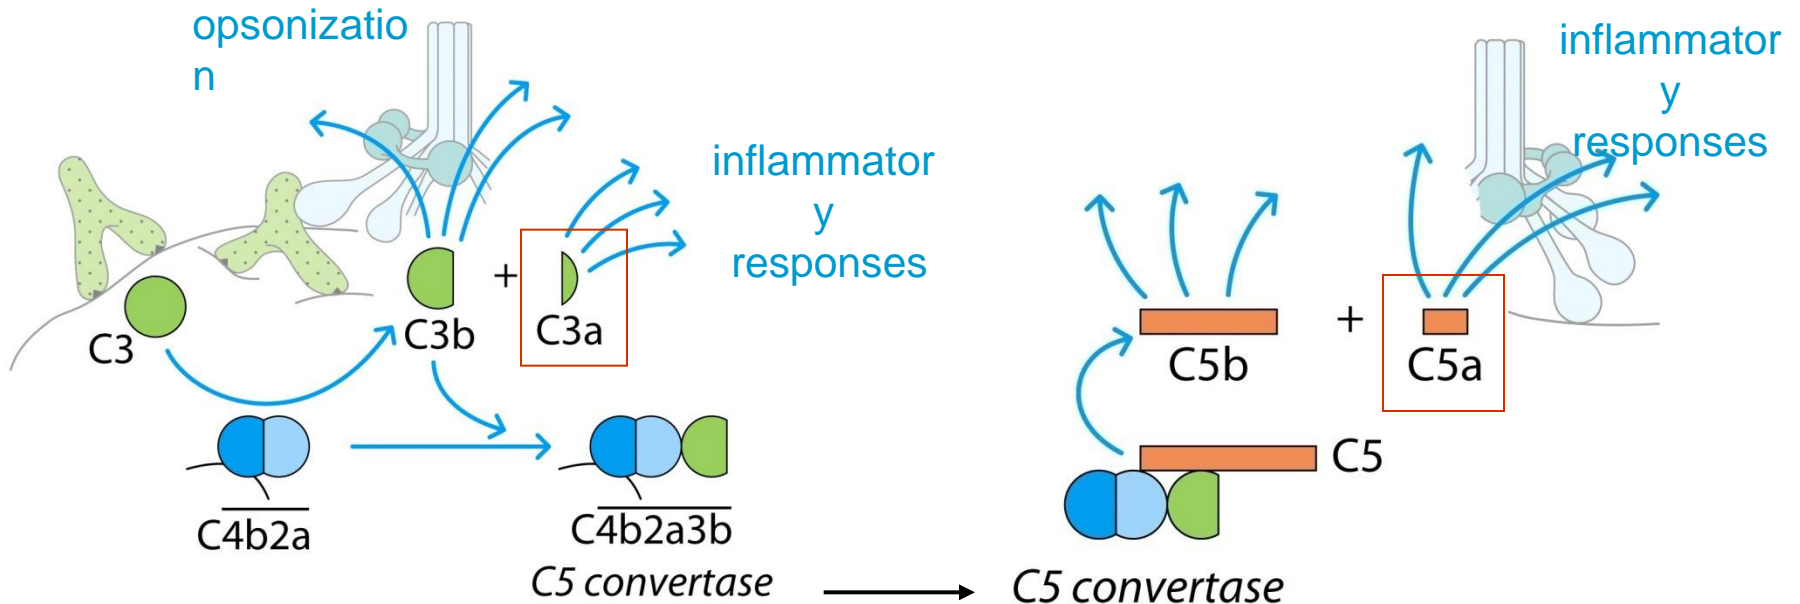 opsonizatio
n
inflammator
y
responses
C3
C3b
+
C3a
C4b2a
C4b2a3b
C5 convertase
inflammator
y
responses
C5b
+
C5a
C5
C5 convertase